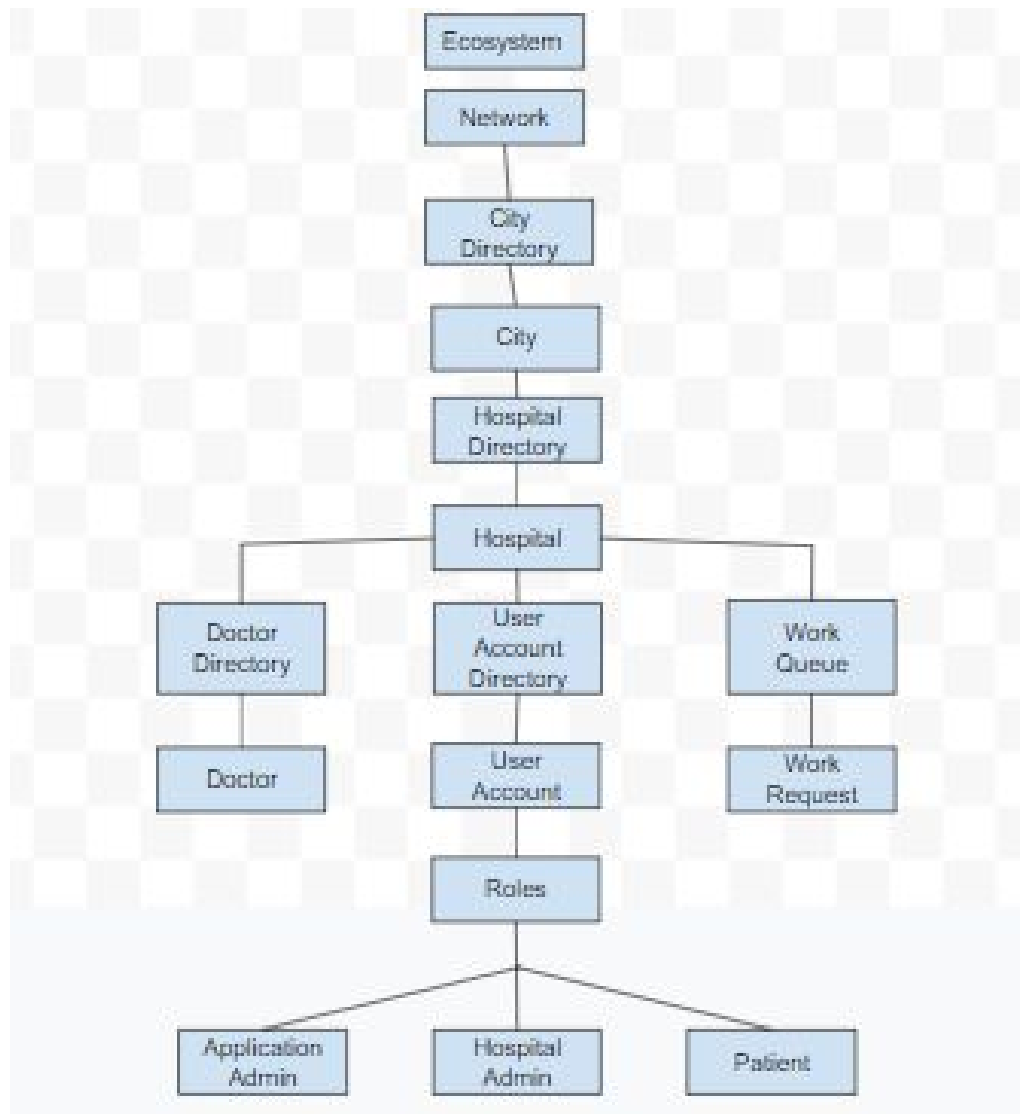 Ecosystem
Network
City
Directory
City
Hospital
Directory
Hospital
Doctor
Directory
User
Account
Directory
Work
Queue
Doctor
User
Account
Work
Request
Roles
Application
Admin
Hospital
Admin
Patient